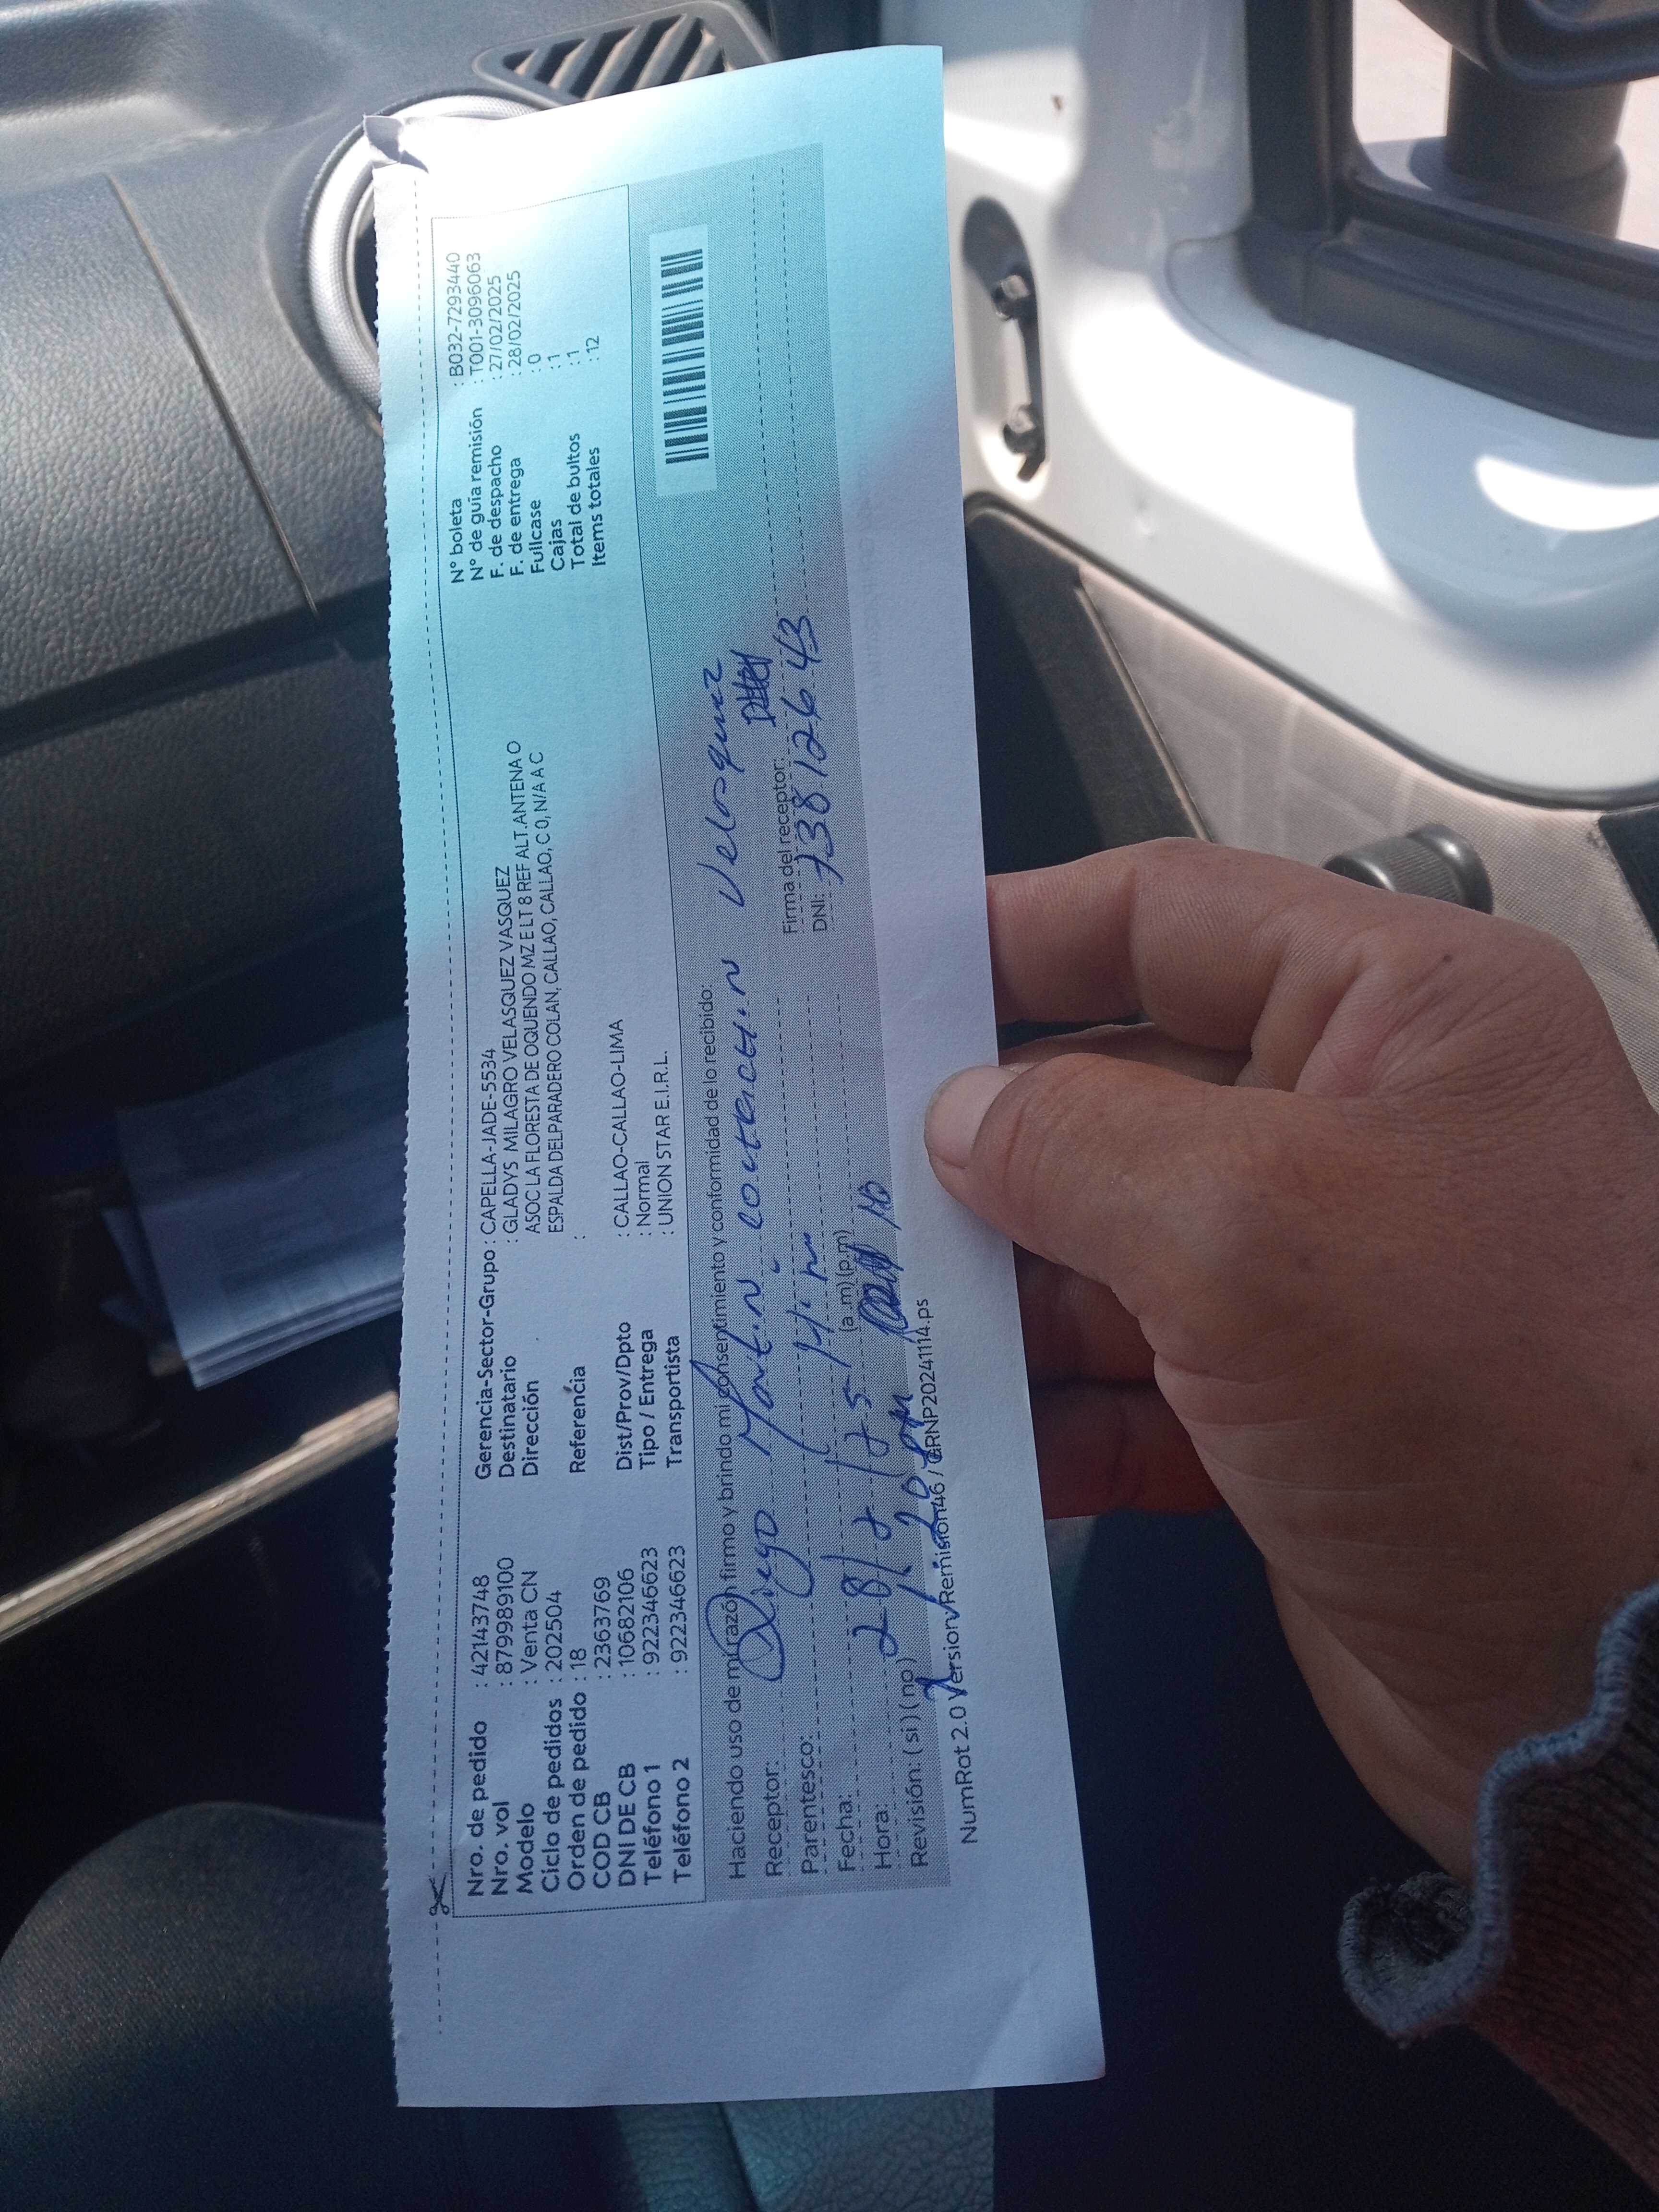 Nro. de pedido : 42143748
Nro. vol : 879989100
Modelo : Venta CN
Ciclo de pedidos : 202504
Orden de pedido : 18
COD CB : 2363769
DNI DE CB : 10682106
Teléfono 1 : 922346623
Teléfono 2 : 922346623
Gerencia-Sector-Grupo : CAPELLA-JADE-5534
Destinatario : GLADYS MILAGRO VELASQUEZ VASQUEZ
Dirección ASOC LA FLORESTA DE OQUENDO MZ E LT 8 REF ALT.ANTENA O
ESPALDA DELPARADERO COLAN, CALLAO, CALLAO, C 0, N/A A C
Referencia :
Dist/Prov/Dpto : CALLAO-CALLAO-LIMA
Tipo / Entrega : Normal
Transportista : UNION STAR E.I.R.L.
N° boleta : B032-7293440
N° de guía remisión : T001-3096063
F. de despacho : 27/02/2025
F. de entrega : 28/02/2025
Fullcase : 0
Cajas : 1
Total de bultos : 1
Items totales : 12
Haciendo uso de mi razón firmo y brindo mi consentimiento y conformidad de lo recibido:
Receptor: Diego Martin Velasquez
Parentesco:
Firma del receptor:
Fecha: 28/2/25
DNI: 73812643
Hora: (a.m) (p.m)
Revisión: ( si ) ( no )
NumRot 2.0 Version/Remision46 / GRNP20241114.ps